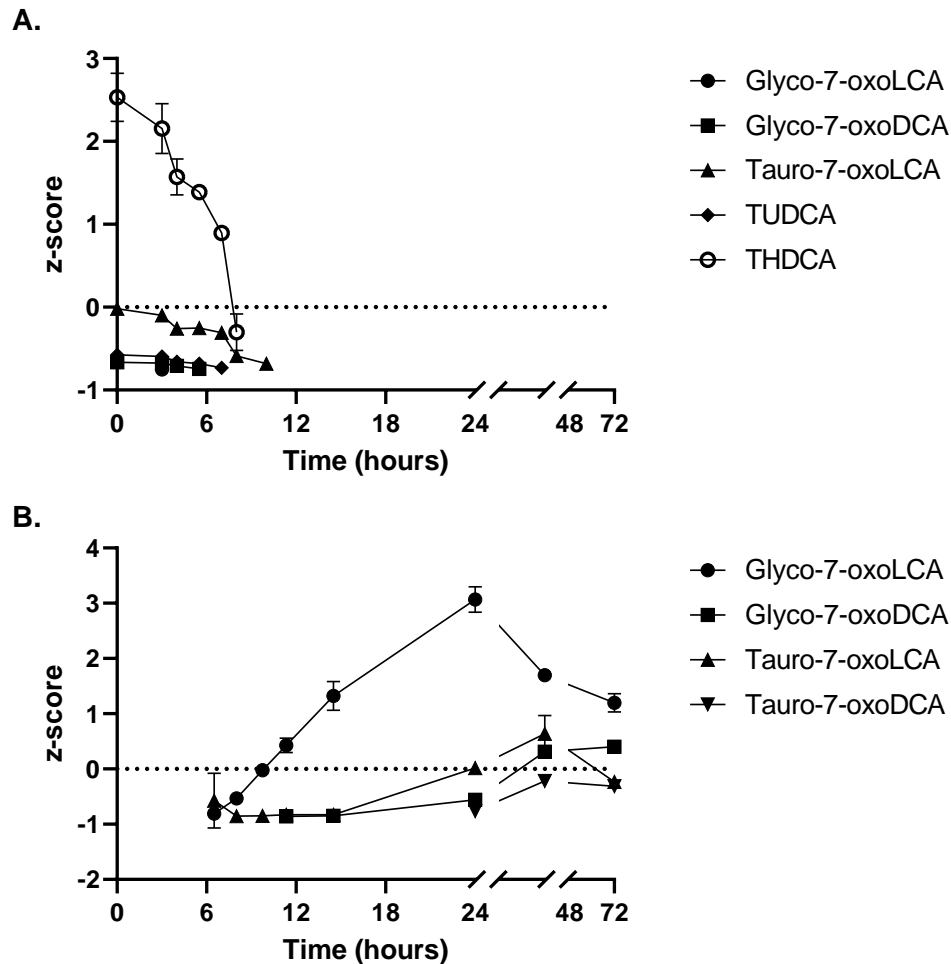 A.
3
2
1
0
-1
z-score
0 6 12 18 24 48 72
Time (hours)
Glyco-7-oxoLCA
Glyco-7-oxoDCA
Tauro-7-oxoLCA
TUDCA
THDCA
B.
4
3
2
1
0
-1
-2
z-score
0 6 12 18 24 48 72
Time (hours)
Glyco-7-oxoLCA
Glyco-7-oxoDCA
Tauro-7-oxoLCA
Tauro-7-oxoDCA